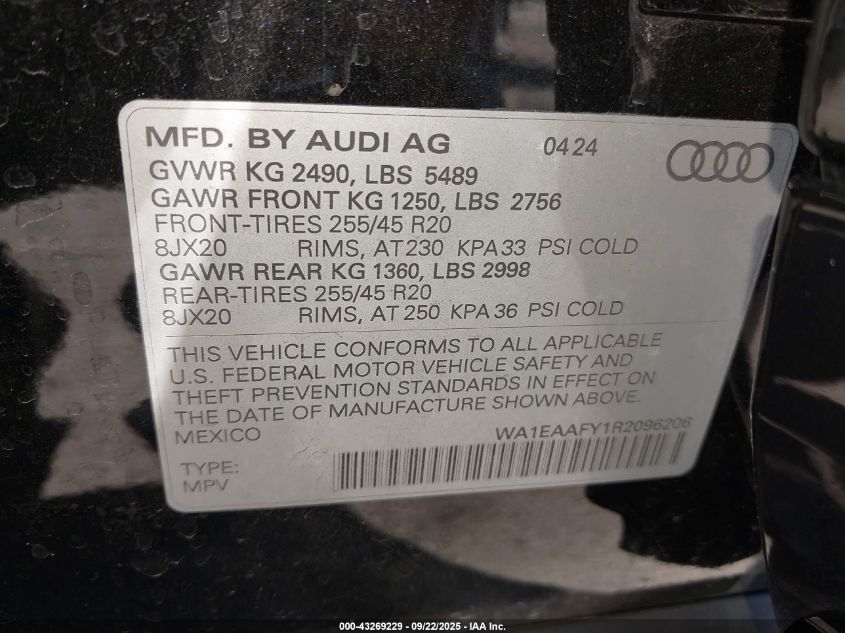 MFD. BY AUDI AG 0424
GVWR KG 2490, LBS 5489
GAWR FRONT KG 1250, LBS 2756
FRONT-TIRES 255/45 R20
8JX20 RIMS, AT 230 KPA 33 PSI COLD
GAWR REAR KG 1360, LBS 2998
REAR-TIRES 255/45 R20
8JX20 RIMS, AT 250 KPA 36 PSI COLD
THIS VEHICLE CONFORMS TO ALL APPLICABLE
U.S. FEDERAL MOTOR VEHICLE SAFETY AND
THEFT PREVENTION STANDARDS IN EFFECT ON
THE DATE OF MANUFACTURE SHOWN ABOVE.
MEXICO WA1EAAFY1R2096206
TYPE:
MPV
000-43269229 - 09/22/2025 - IAA Inc.